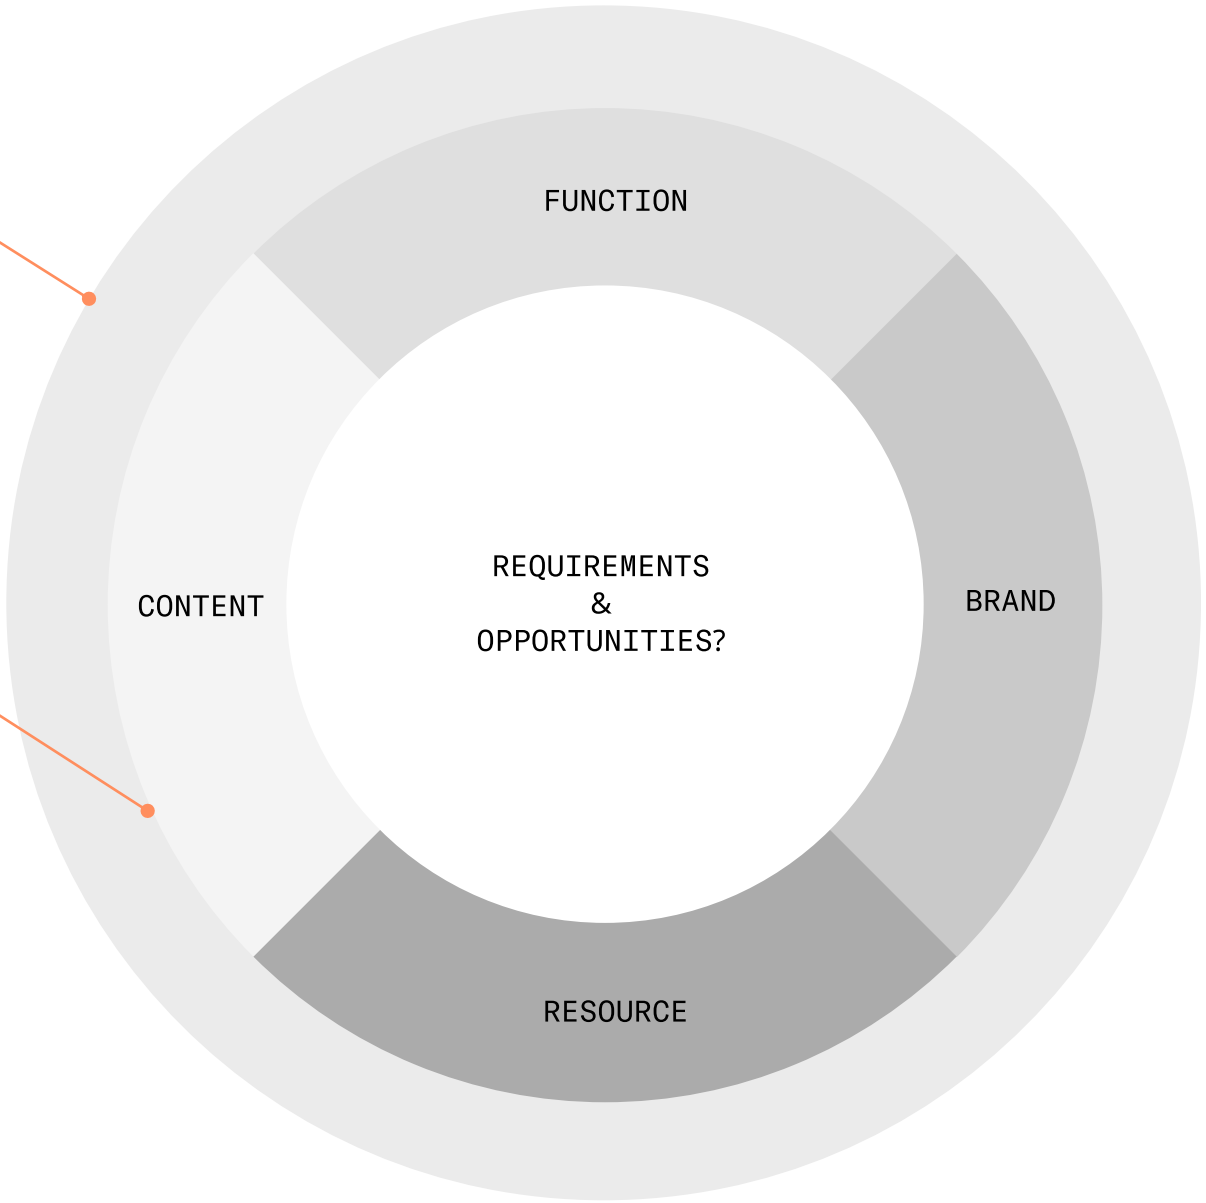 FUNCTION
REQUIREMENTS
&
OPPORTUNITIES?
CONTENT
BRAND
RESOURCE